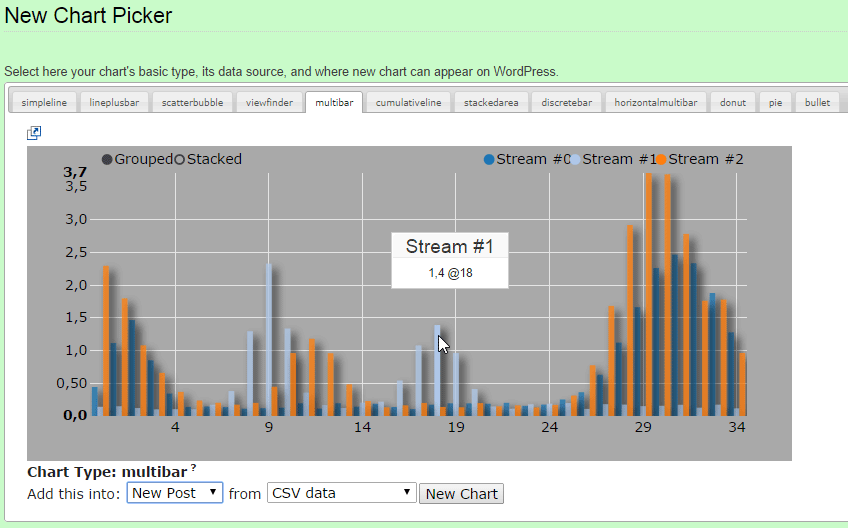 New Chart Picker
Select here your chart's basic type, its data source, and where new chart can appear on WordPress.
simpleline lineplusbar scatterbubble viewfinder multibar cumulativeline stackedarea discretebar horizontalmultibar donut pie bullet
Grouped Stacked Stream #0 Stream #1 Stream #2
3,7
3,5
3,0
2,5
2,0
1,5
1,0
0,50
0,0
Stream #1
1,4 @18
4 9 14 19 24 29 34
Chart Type: multibar ?
Add this into: New Post from CSV data New Chart